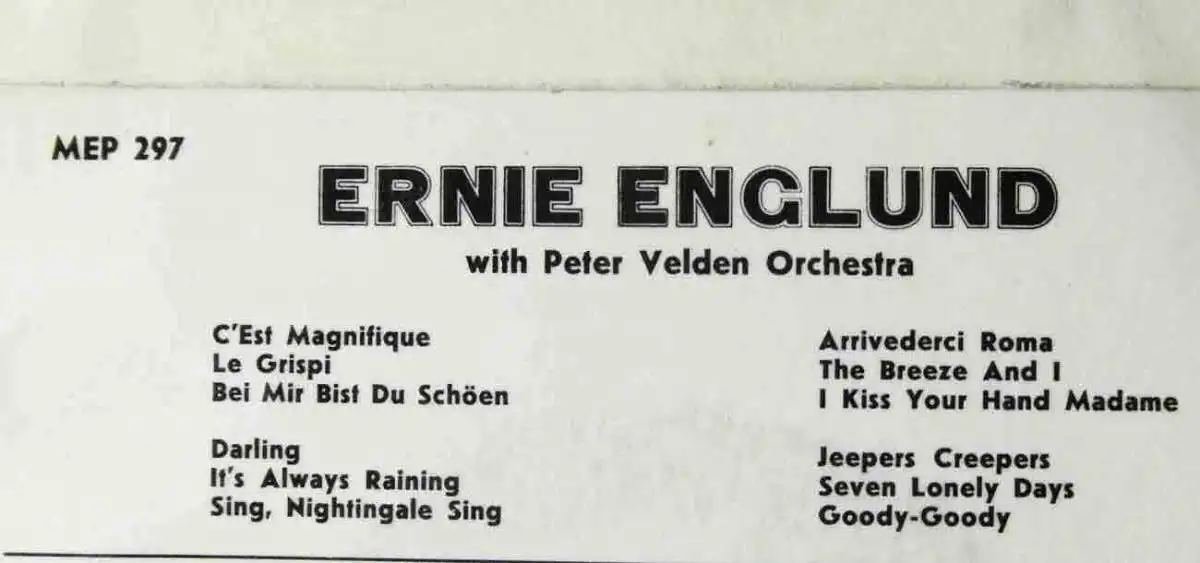 MEP 297
ERNIE ENGLUND
with Peter Velden Orchestra
C'Est Magnifique
Le Grispi
Bei Mir Bist Du Schöen
Darling
It's Always Raining
Sing, Nightingale Sing
Arrivederci Roma
The Breeze And I
I Kiss Your Hand Madame
Jeepers Creepers
Seven Lonely Days
Goody-Goody